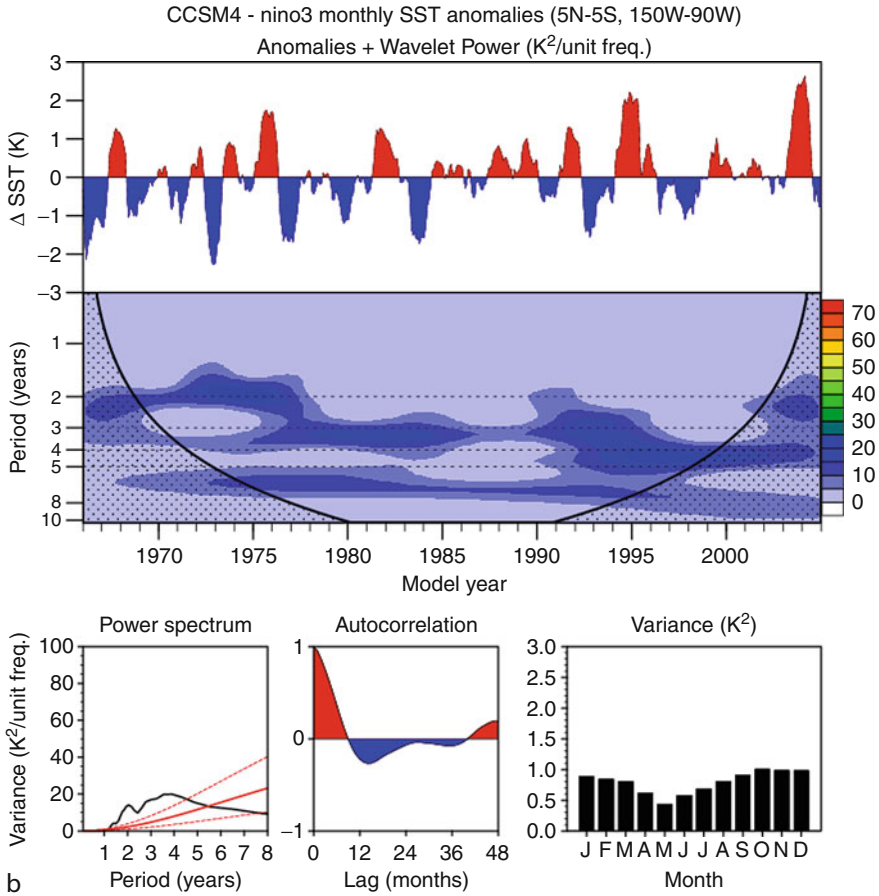 CCSM4 - nino3 monthly SST anomalies (5N-5S, 150W-90W)
Anomalies + Wavelet Power (K²/unit freq.)
3
2
1
0
−1
−2
−3
Δ SST (K)
1
2
3
4
5
8
10
Period (years)
70
60
50
40
30
20
10
0
1970 1975 1980 1985 1990 1995 2000
Model year
Power spectrum
100
80
60
40
20
0
Variance (K²/unit freq.)
1 2 3 4 5 6 7 8
Period (years)
Autocorrelation
1
0
−1
0 12 24 36 48
Lag (months)
Variance (K²)
3.0
2.5
2.0
1.5
1.0
0.5
0.0
J F M A M J J A S O N D
Month
b